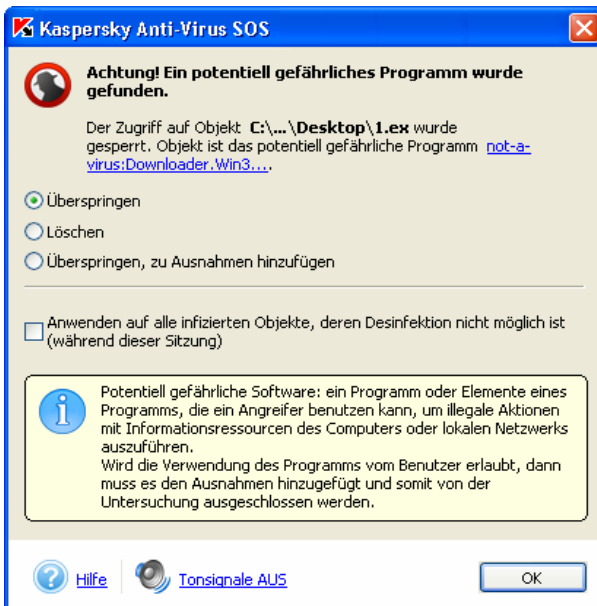 Kaspersky Anti-Virus SOS
Achtung! Ein potentiell gefährliches Programm wurde
gefunden.
Der Zugriff auf Objekt C:\...\Desktop\1.ex wurde
gesperrt. Objekt ist das potentiell gefährliche Programm not-a-
virus:Downloader.Win3....
Überspringen
Löschen
Überspringen, zu Ausnahmen hinzufügen
Anwenden auf alle infizierten Objekte, deren Desinfektion nicht möglich ist
(während dieser Sitzung)
Potentiell gefährliche Software: ein Programm oder Elemente eines
Programms, die ein Angreifer benutzen kann, um illegale Aktionen
mit Informationsressourcen des Computers oder lokalen Netzwerks
auszuführen.
Wird die Verwendung des Programms vom Benutzer erlaubt, dann
muss es den Ausnahmen hinzugefügt und somit von der
Untersuchung ausgeschlossen werden.
Hilfe Tonsignale AUS OK